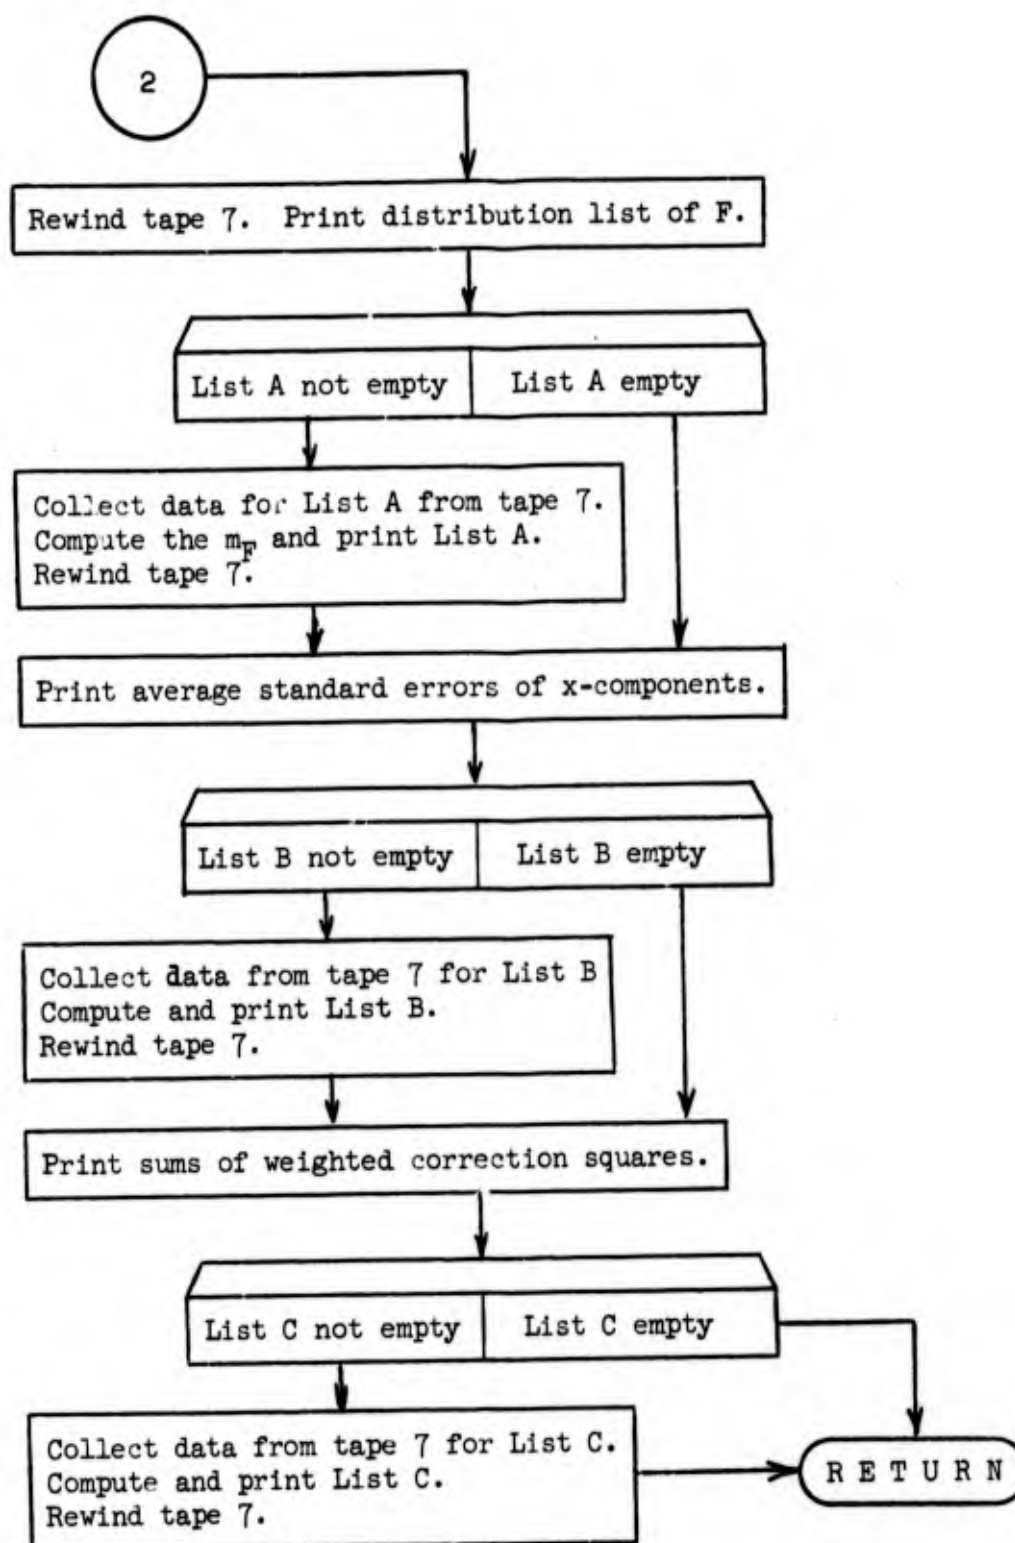 2
Rewind tape 7. Print distribution list of F.
List A not empty
List A empty
Collect data for List A from tape 7.
Compute the m_F and print List A.
Rewind tape 7.
Print average standard errors of x-components.
List B not empty
List B empty
Collect data from tape 7 for List B
Compute and print List B.
Rewind tape 7.
Print sums of weighted correction squares.
List C not empty
List C empty
Collect data from tape 7 for List C.
Compute and print List C.
Rewind tape 7.
R E T U R N